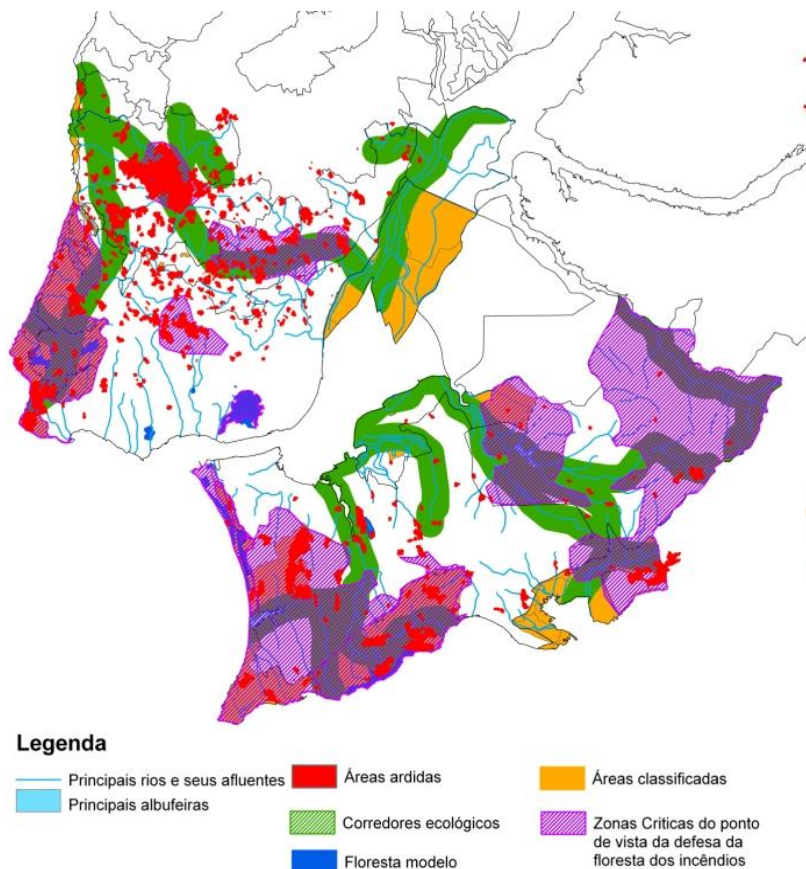 Legenda
Principais rios e seus afluentes
Principais albufeiras
Áreas ardidas
Corredores ecológicos
Floresta modelo
Áreas classificadas
Zonas Criticas do ponto
de vista da defesa da
floresta dos incêndios